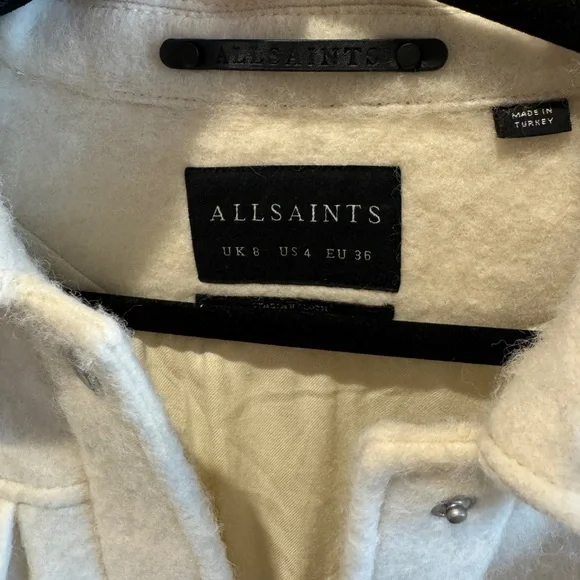 ALLSAINTS
MADE IN
TURKEY
ALLSAINTS
UK 8 US 4 EU 36